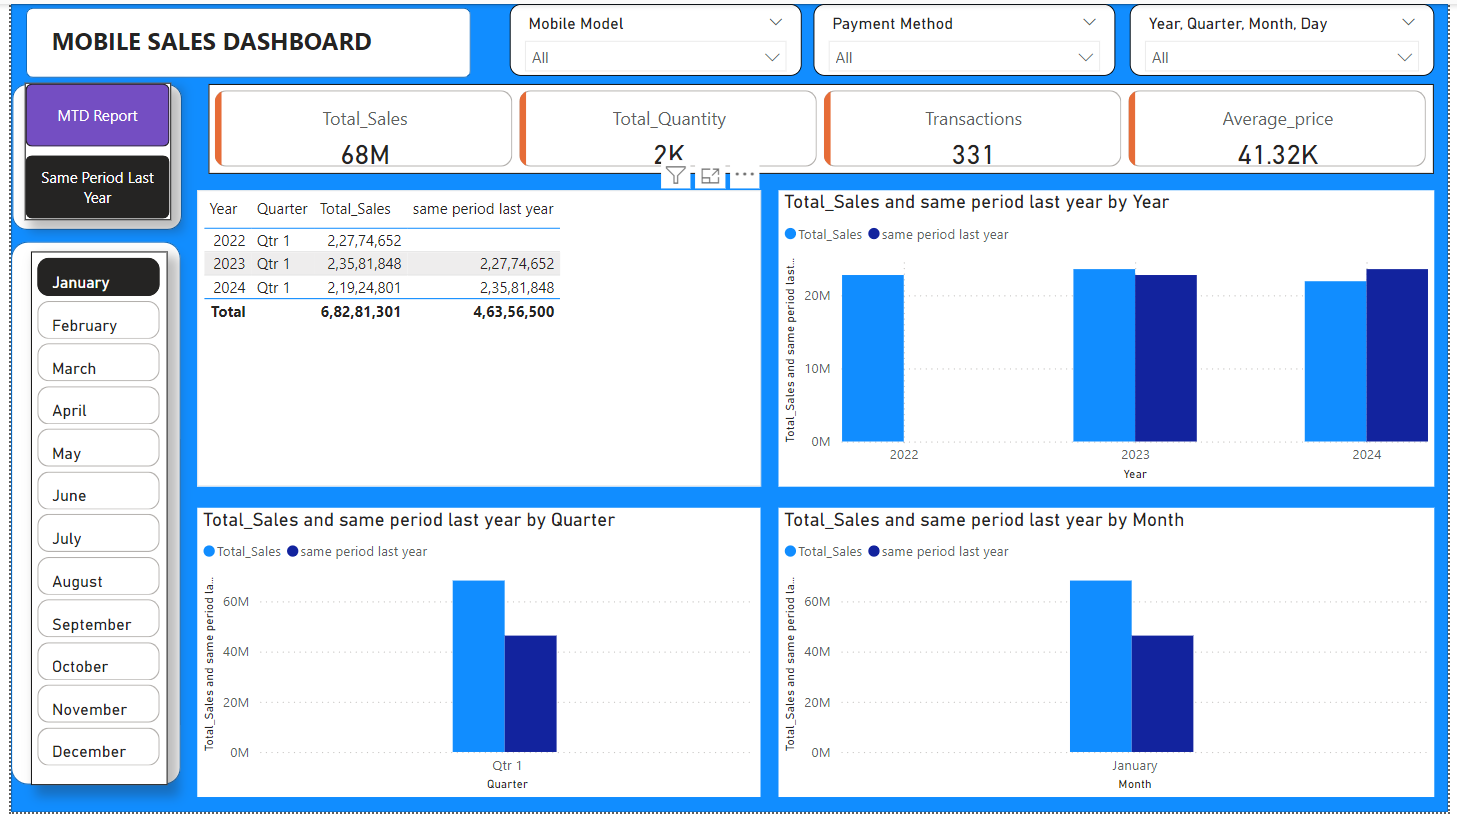 MOBILE SALES DASHBOARD
Mobile Model
All
Payment Method
All
Year, Quarter, Month, Day
All
MTD Report
Same Period Last
Year
Total_Sales
68M
Total_Quantity
2K
Transactions
331
Average_price
41.32K
January
February
March
April
May
June
July
August
September
October
November
December
Year Quarter Total_Sales same period last year
2022 Qtr 1 2,27,74,652
2023 Qtr 1 2,35,81,848 2,27,74,652
2024 Qtr 1 2,19,24,801 2,35,81,848
Total 6,82,81,301 4,63,56,500
Total_Sales and same period last year by Year
Total_Sales same period last year
Total_Sales and same period last...
20M
10M
0M
2022 2023 2024
Year
Total_Sales and same period last year by Quarter
Total_Sales same period last year
Total_Sales and same period la...
60M
40M
20M
0M
Qtr 1
Quarter
Total_Sales and same period last year by Month
Total_Sales same period last year
Total_Sales and same period la...
60M
40M
20M
0M
January
Month